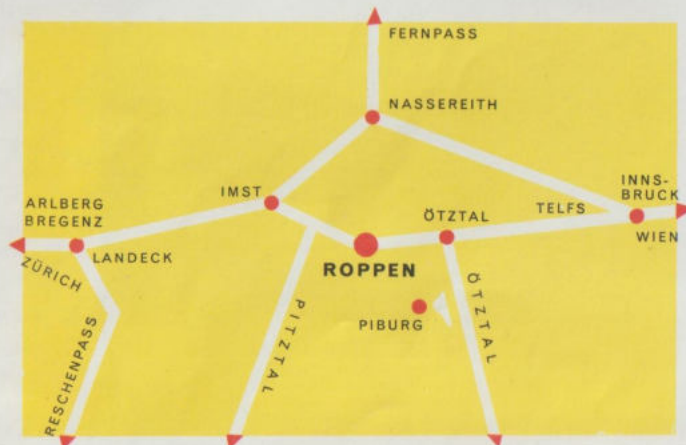 FERNPASS
NASSEREITH
IMST
INNS-
BRUCK
ARLBERG
BREGENZ
ÖTZTAL
TELFS
WIEN
ZÜRICH
LANDECK
ROPPEN
PIBURG
ÖTZTAL
PITZTAL
RESCHENPASS